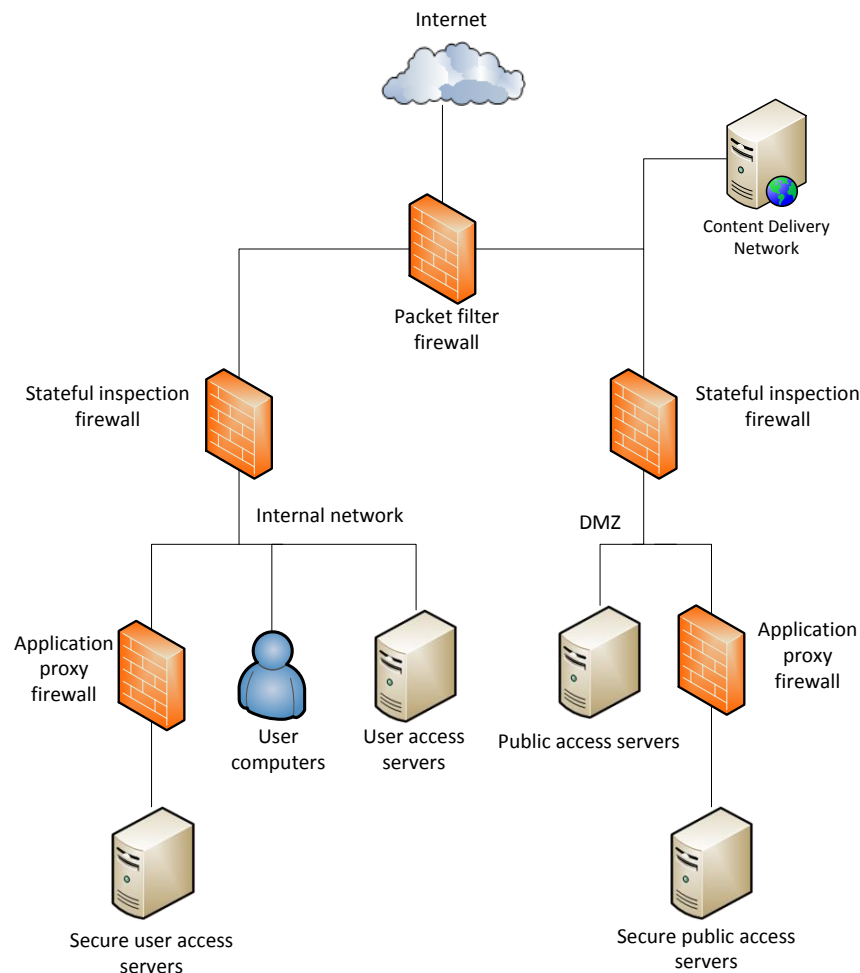 Internet
Content Delivery
Network
Packet filter
firewall
Stateful inspection
firewall
Stateful inspection
firewall
Internal network
DMZ
Application
proxy
firewall
User
computers
User access
servers
Public access servers
Application
proxy
firewall
Secure user access
servers
Secure public access
servers